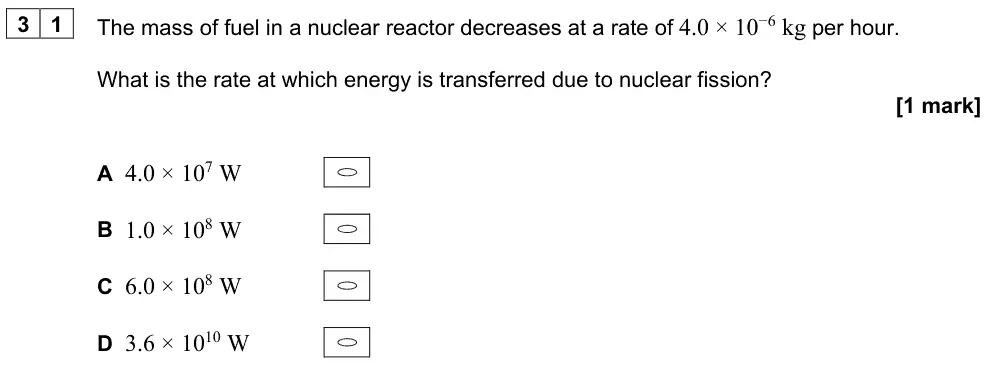 3 1 The mass of fuel in a nuclear reactor decreases at a rate of 4.0 × 10⁻⁶ kg per hour.
What is the rate at which energy is transferred due to nuclear fission?
[1 mark]
A 4.0 × 10⁷ W
B 1.0 × 10⁸ W
C 6.0 × 10⁸ W
D 3.6 × 10¹⁰ W